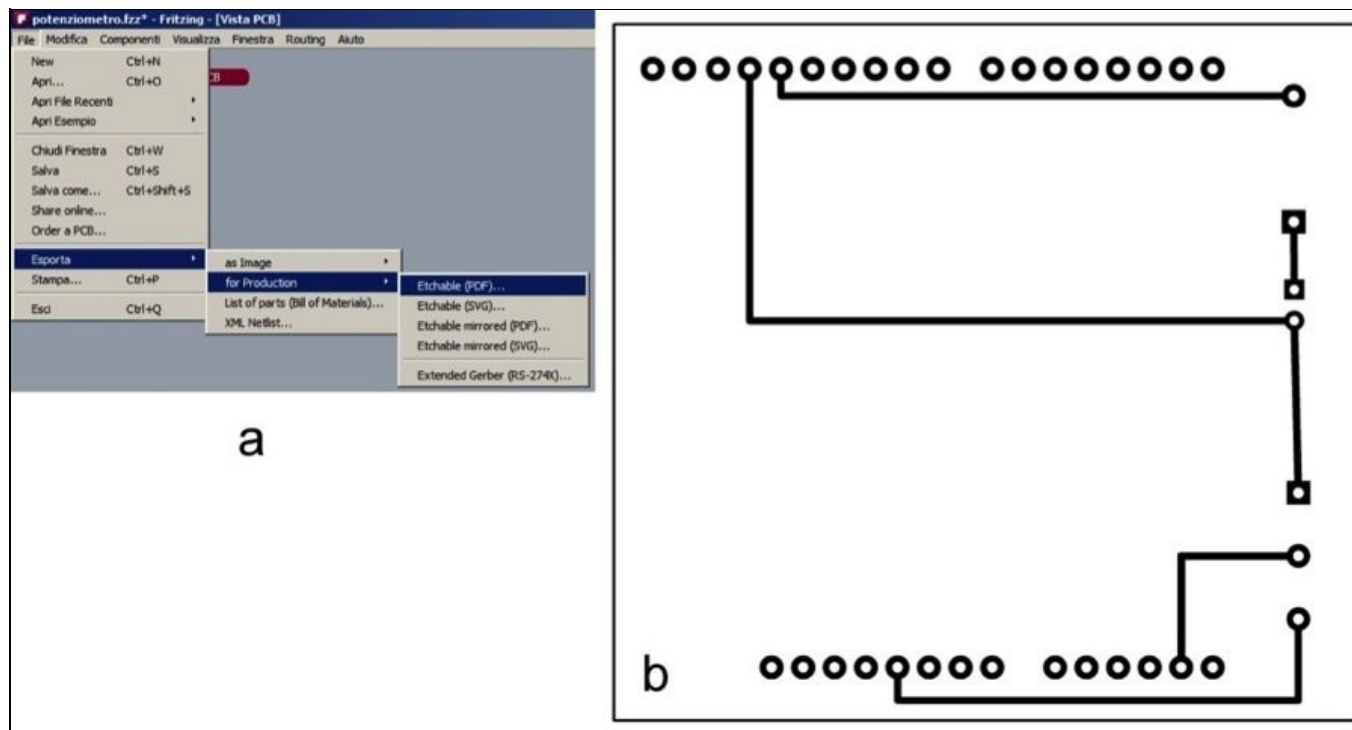 potenziometro.fzz* - Fritzing - [Vista PCB]
File Modifica Componenti Visualizza Finestra Routing Aiuto
New Ctrl+N
Apri... Ctrl+O
Apri File Recenti
Apri Esempio
Chiudi Finestra Ctrl+W
Salva Ctrl+S
Salva come... Ctrl+Shift+S
Share online...
Order a PCB...
Esporta
Stampa... Ctrl+P
Esci Ctrl+Q
CB
as Image
for Production
List of parts (Bill of Materials)...
XML Netlist...
Etchable (PDF)...
Etchable (SVG)...
Etchable mirrored (PDF)...
Etchable mirrored (SVG)...
Extended Gerber (RS-274X)...
a
b